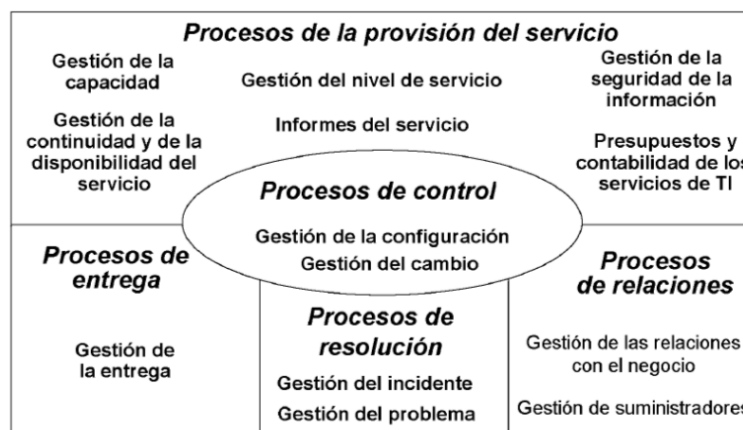 Procesos de la provisión del servicio
Gestión de la
capacidad
Gestión de la
continuidad y de la
disponibilidad del
servicio
Gestión del nivel de servicio
Informes del servicio
Gestión de la
seguridad de la
información
Presupuestos y
contabilidad de los
servicios de TI
Procesos de control
Gestión de la configuración
Gestión del cambio
Procesos de
entrega
Gestión de
la entrega
Procesos de
resolución
Gestión del incidente
Gestión del problema
Procesos
de relaciones
Gestión de las relaciones
con el negocio
Gestión de suministradores